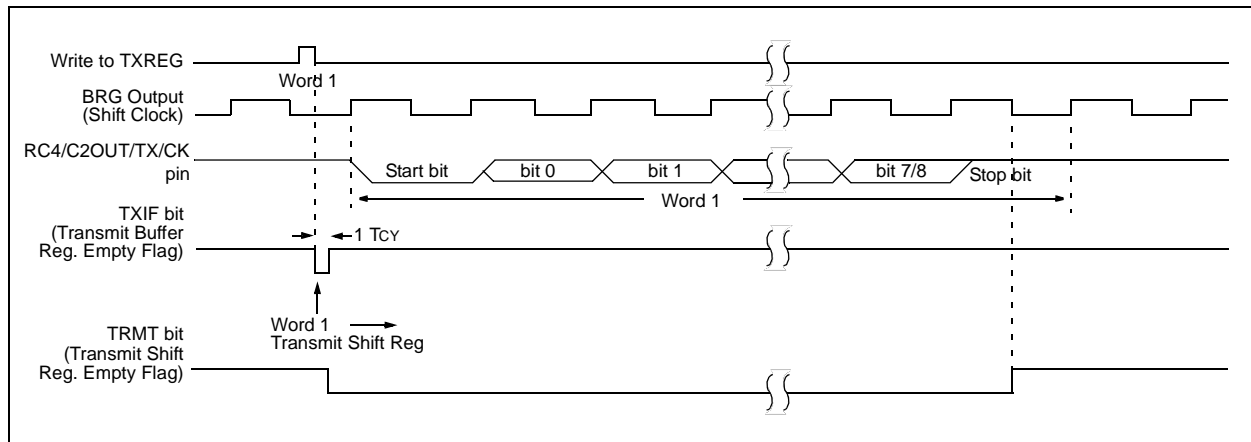 Write to TXREG
Word 1
BRG Output
(Shift Clock)
RC4/C2OUT/TX/CK
pin
Start bit
bit 0
bit 1
bit 7/8
Stop bit
Word 1
TXIF bit
(Transmit Buffer
Reg. Empty Flag)
1 TCY
Word 1
Transmit Shift Reg
TRMT bit
(Transmit Shift
Reg. Empty Flag)